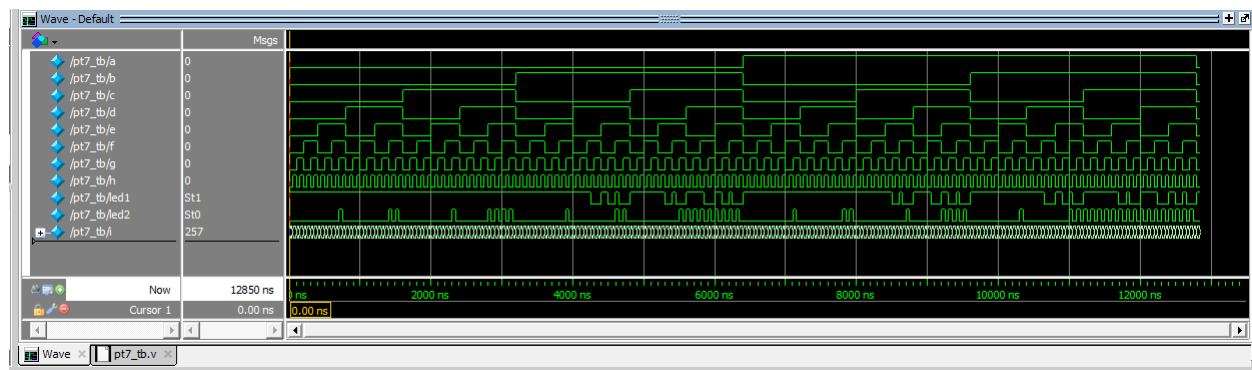 Wave - Default
Msgs
/pt7_tb/a 0
/pt7_tb/b 0
/pt7_tb/c 0
/pt7_tb/d 0
/pt7_tb/e 0
/pt7_tb/f 0
/pt7_tb/g 0
/pt7_tb/h 0
/pt7_tb/led1 St1
/pt7_tb/led2 St0
/pt7_tb/i 257
Now 12850 ns ns 2000 ns 4000 ns 6000 ns 8000 ns 10000 ns 12000 ns
Cursor 1 0.00 ns 0.00 ns
Wave pt7_tb.v